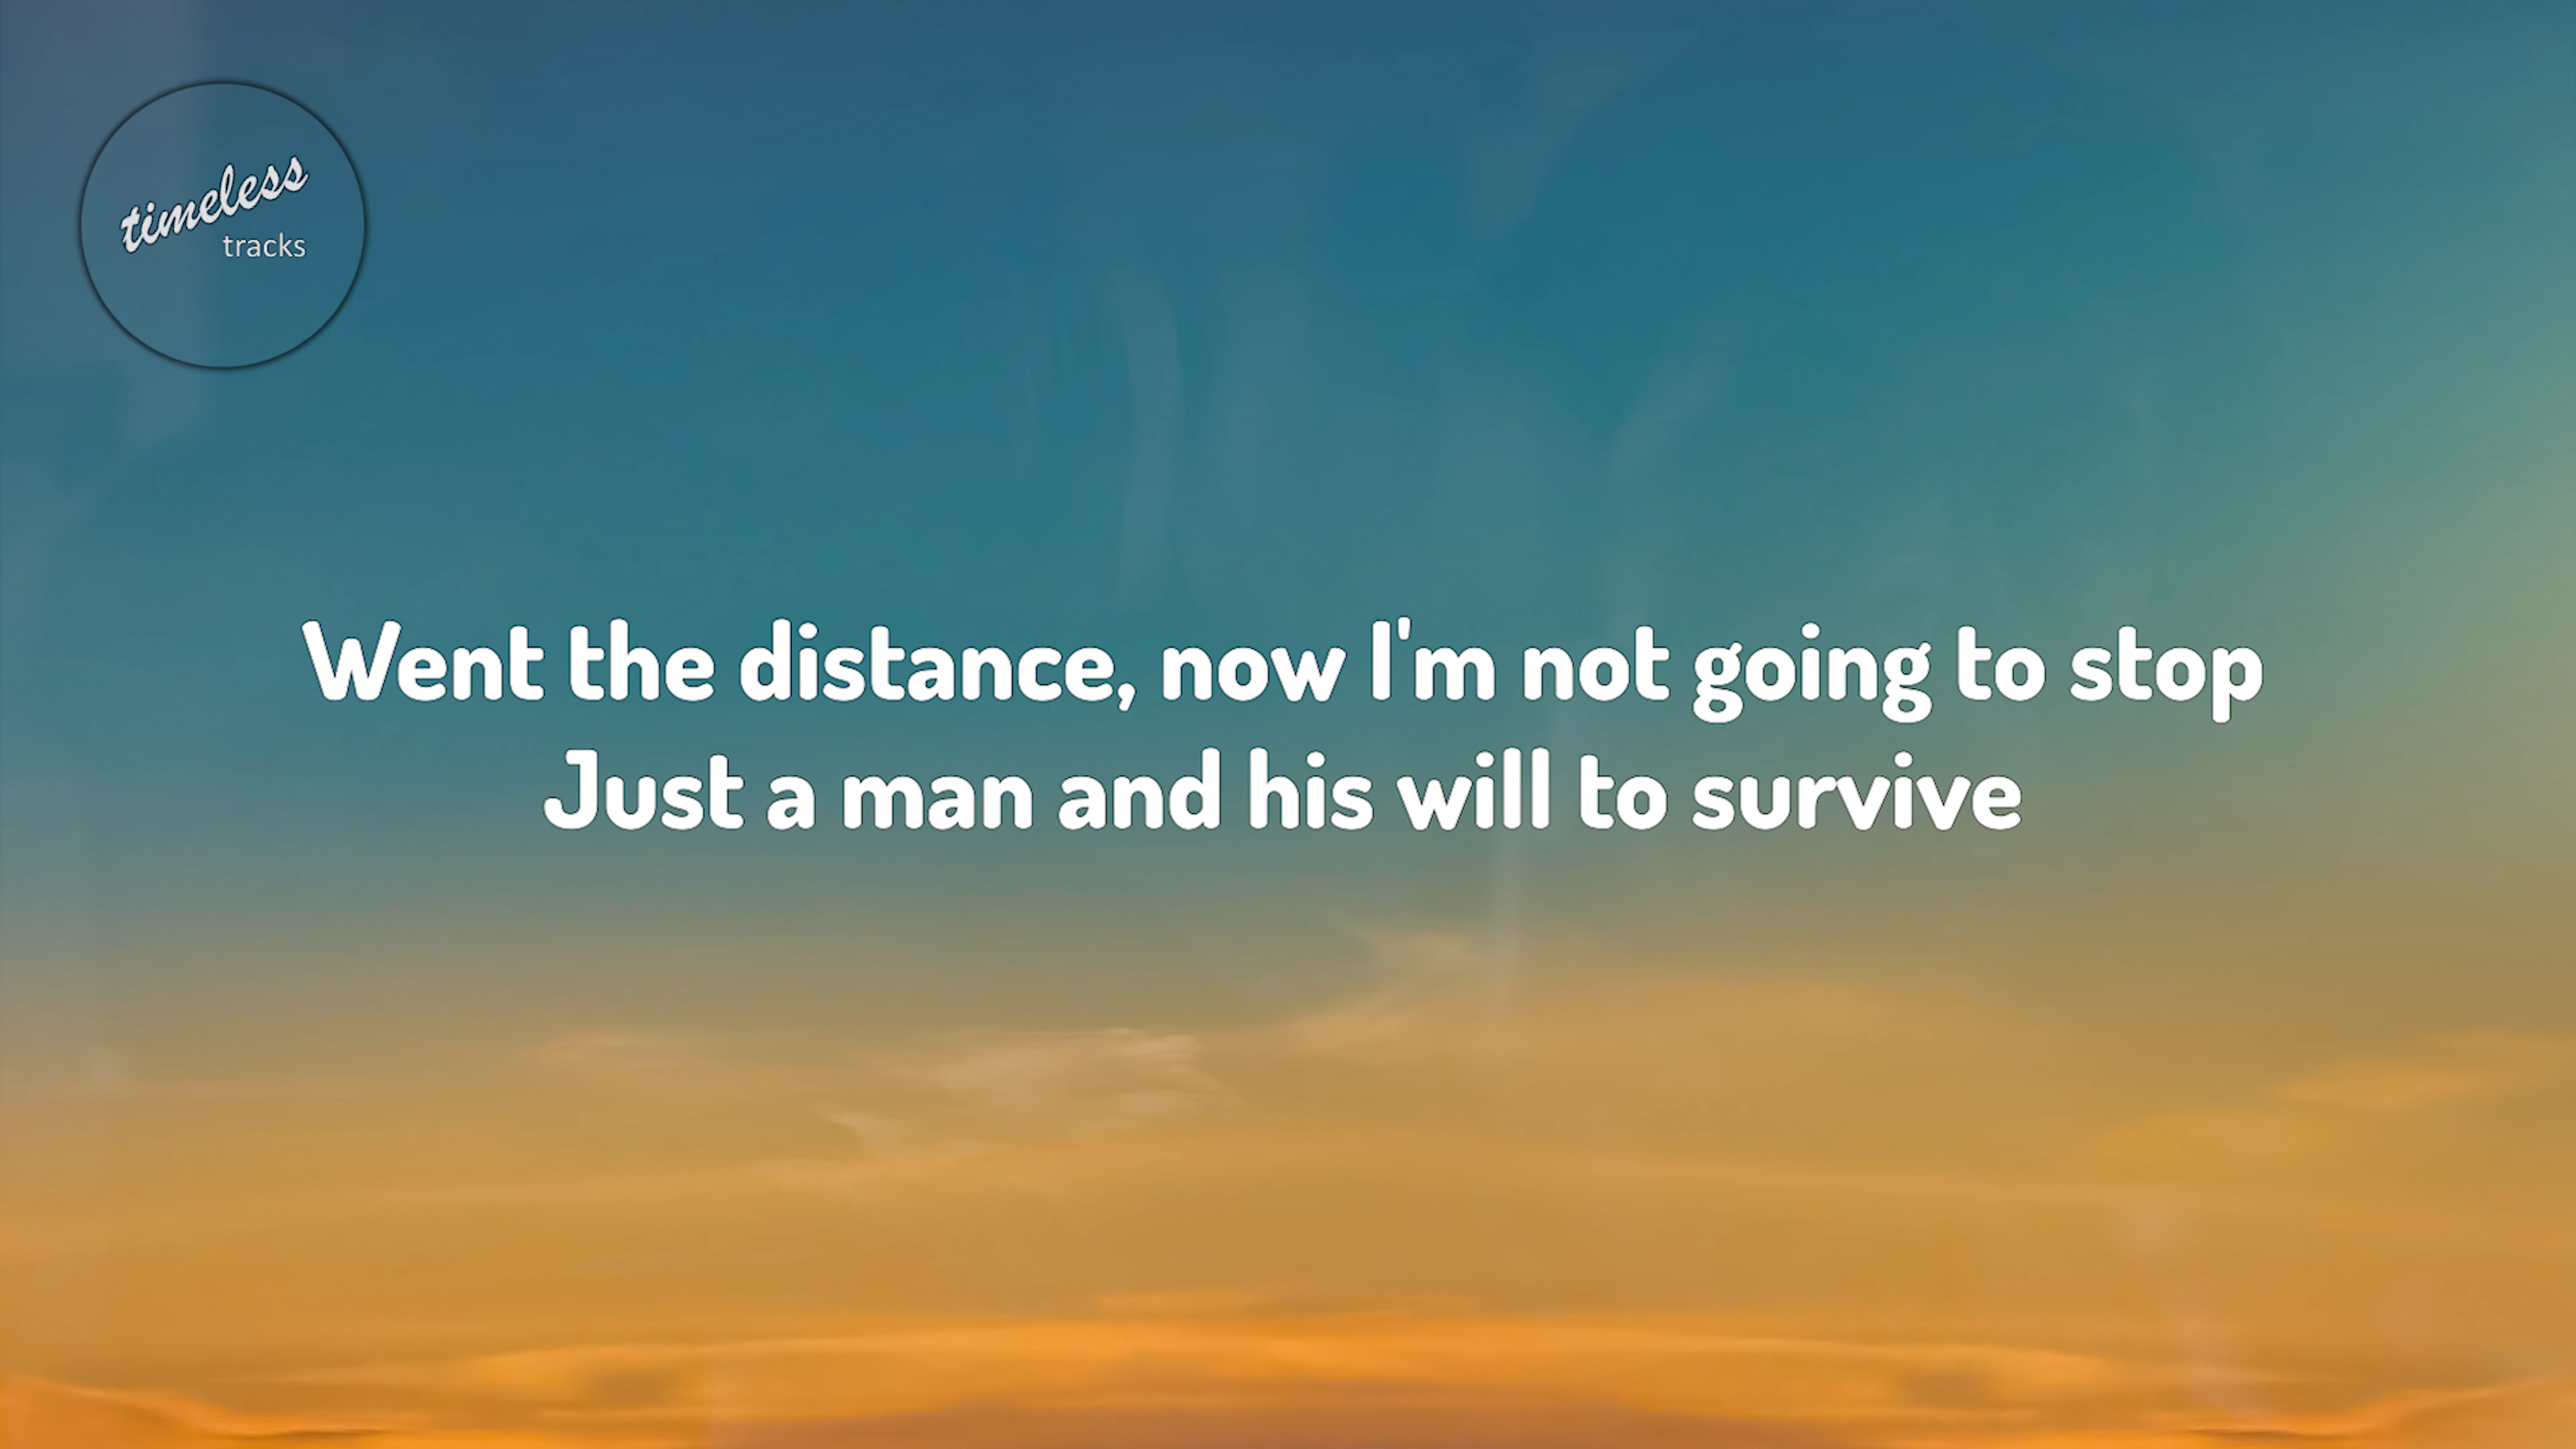 timeless
tracks
Went the distance, now I'm not going to stop
Just a man and his will to survive